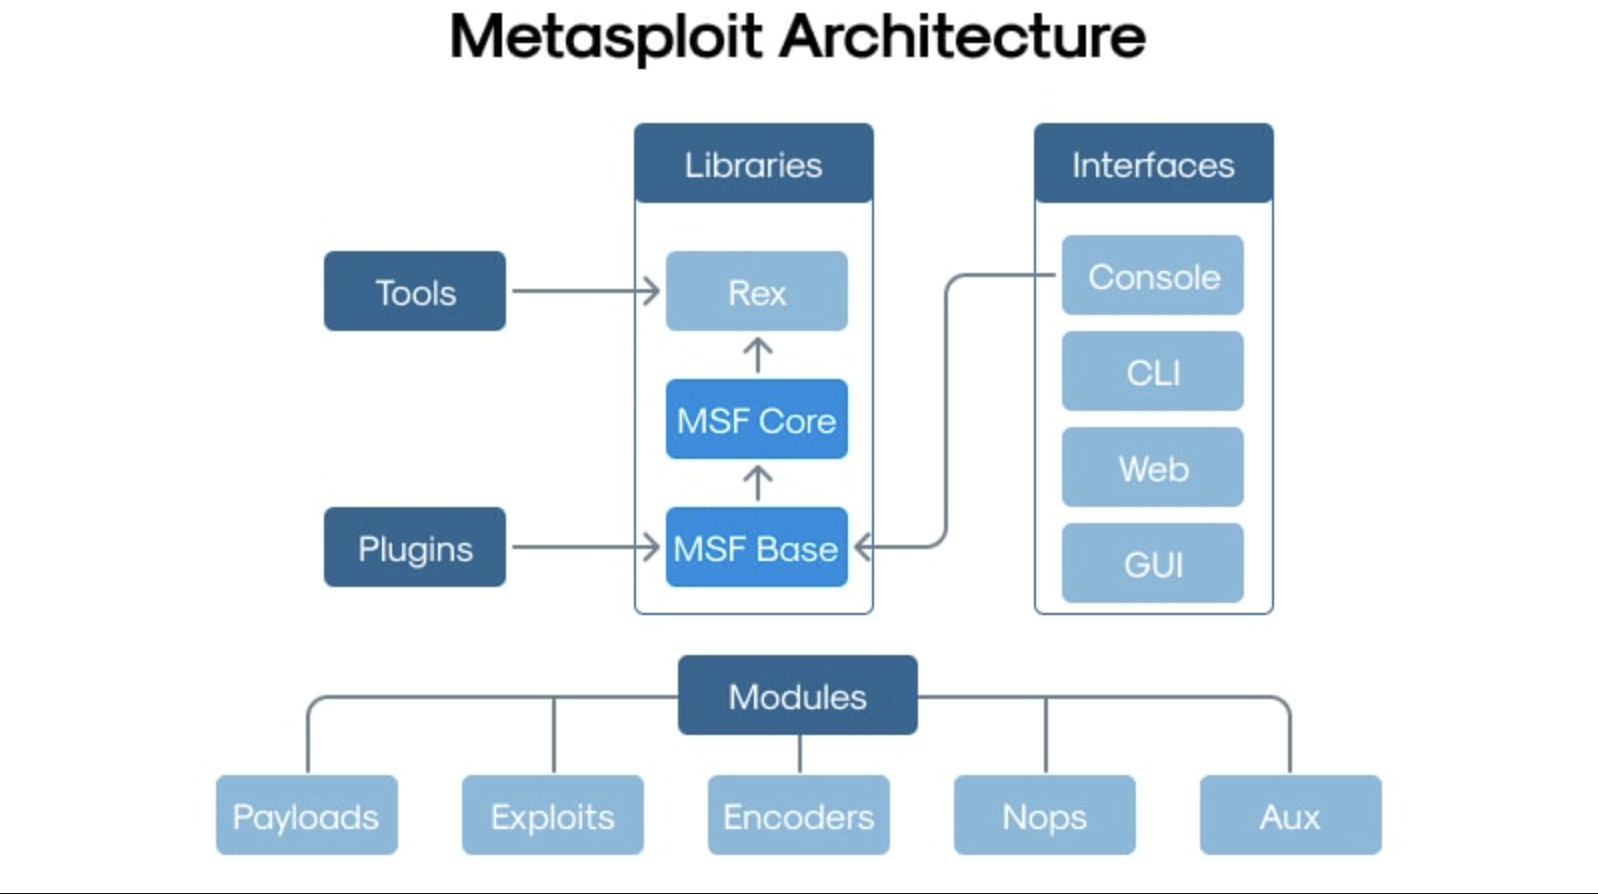 Metasploit Architecture
Libraries
Interfaces
Tools
Rex
Console
CLI
MSF Core
Web
Plugins
MSF Base
GUI
Modules
Payloads
Exploits
Encoders
Nops
Aux